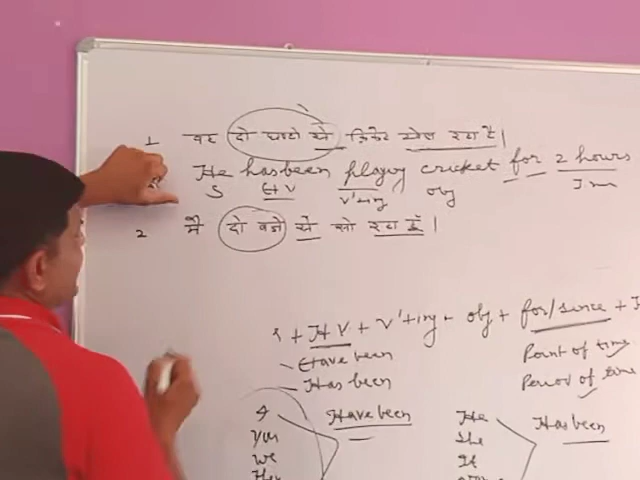 1 वह दो घण्टो से क्रिकेट खेल रहा है।
He has been playing cricket for 2 hours
S H V V'+ing obj
2 मैं दो बजे से सो रहा हूँ।
s + H V + V'+ing + obj + for/since +
Have been Point of time
Has been Period of time
I Have been He Has been
You She
We It
They